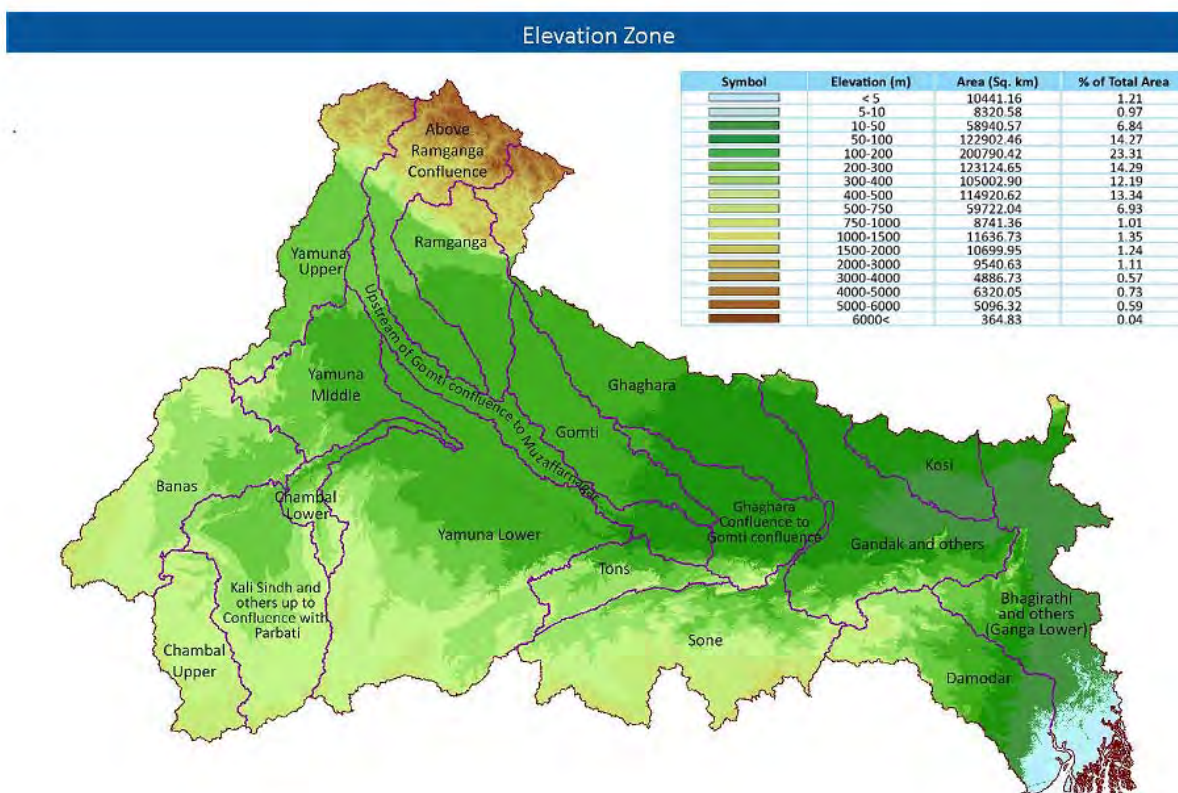 Elevation Zone
Symbol Elevation (m) Area (Sq. km) % of Total Area
< 5 10441.16 1.21
5-10 8320.58 0.97
10-50 58940.57 6.84
50-100 122902.46 14.27
100-200 200790.42 23.31
200-300 123124.65 14.29
300-400 105002.90 12.19
400-500 114920.62 13.34
500-750 59722.04 6.93
750-1000 8741.36 1.01
1000-1500 11636.73 1.35
1500-2000 10699.95 1.24
2000-3000 9540.63 1.11
3000-4000 4886.73 0.57
4000-5000 6320.05 0.73
5000-6000 5096.32 0.59
6000< 364.83 0.04
Above
Ramganga
Confluence
Ramganga
Yamuna
Upper
Upstream of Gomti confluence to Muzaffarnagar
Yamuna
Middle
Ghaghara
Gomti
Kosi
Banas
Chambal
Lower
Ghaghara
Confluence to
Gomti confluence
Yamuna Lower
Gandak and others
Tons
Kali Sindh and
others up to
Confluence with
Parbati
Bhagirathi
and others
(Ganga Lower)
Sone
Chambal
Upper
Damodar